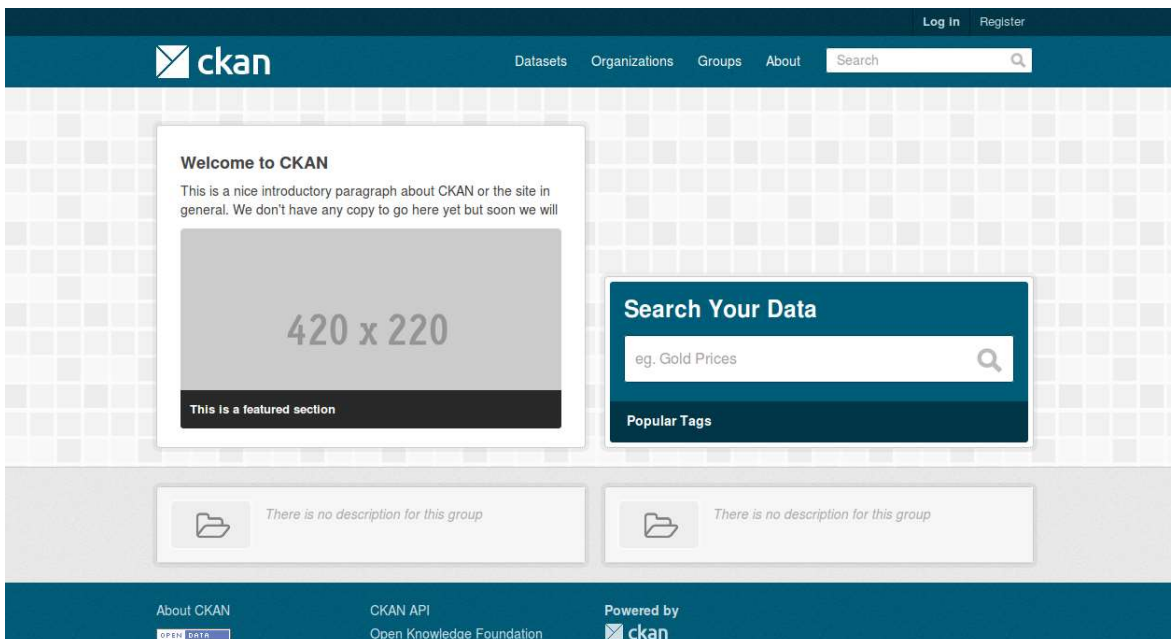 Log in Register
ckan
Datasets Organizations Groups About Search
Welcome to CKAN
This is a nice introductory paragraph about CKAN or the site in
general. We don't have any copy to go here yet but soon we will
420 x 220
This is a featured section
Search Your Data
eg. Gold Prices
Popular Tags
There is no description for this group
There is no description for this group
About CKAN
OPEN DATA
CKAN API
Open Knowledge Foundation
Powered by
ckan